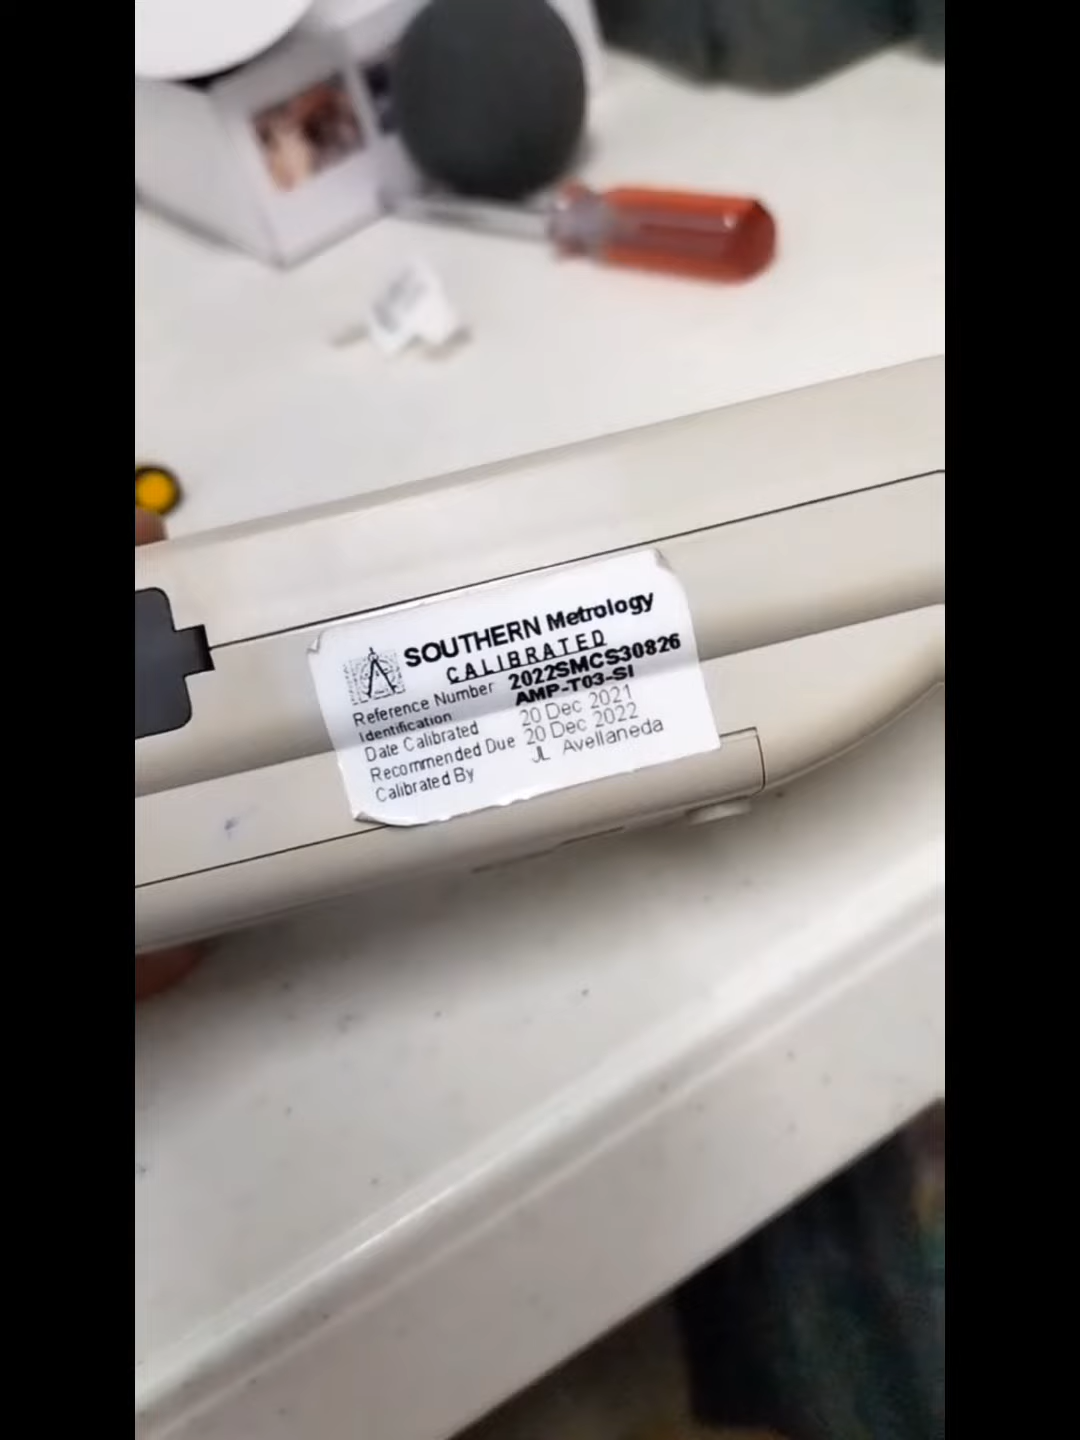 SOUTHERN Metrology
CALIBRATED
Reference Number 2022SMCS30826
Identification AMP-T03-SI
Date Calibrated 20 Dec 2021
Recommended Due 20 Dec 2022
Calibrated By JL Avellaneda